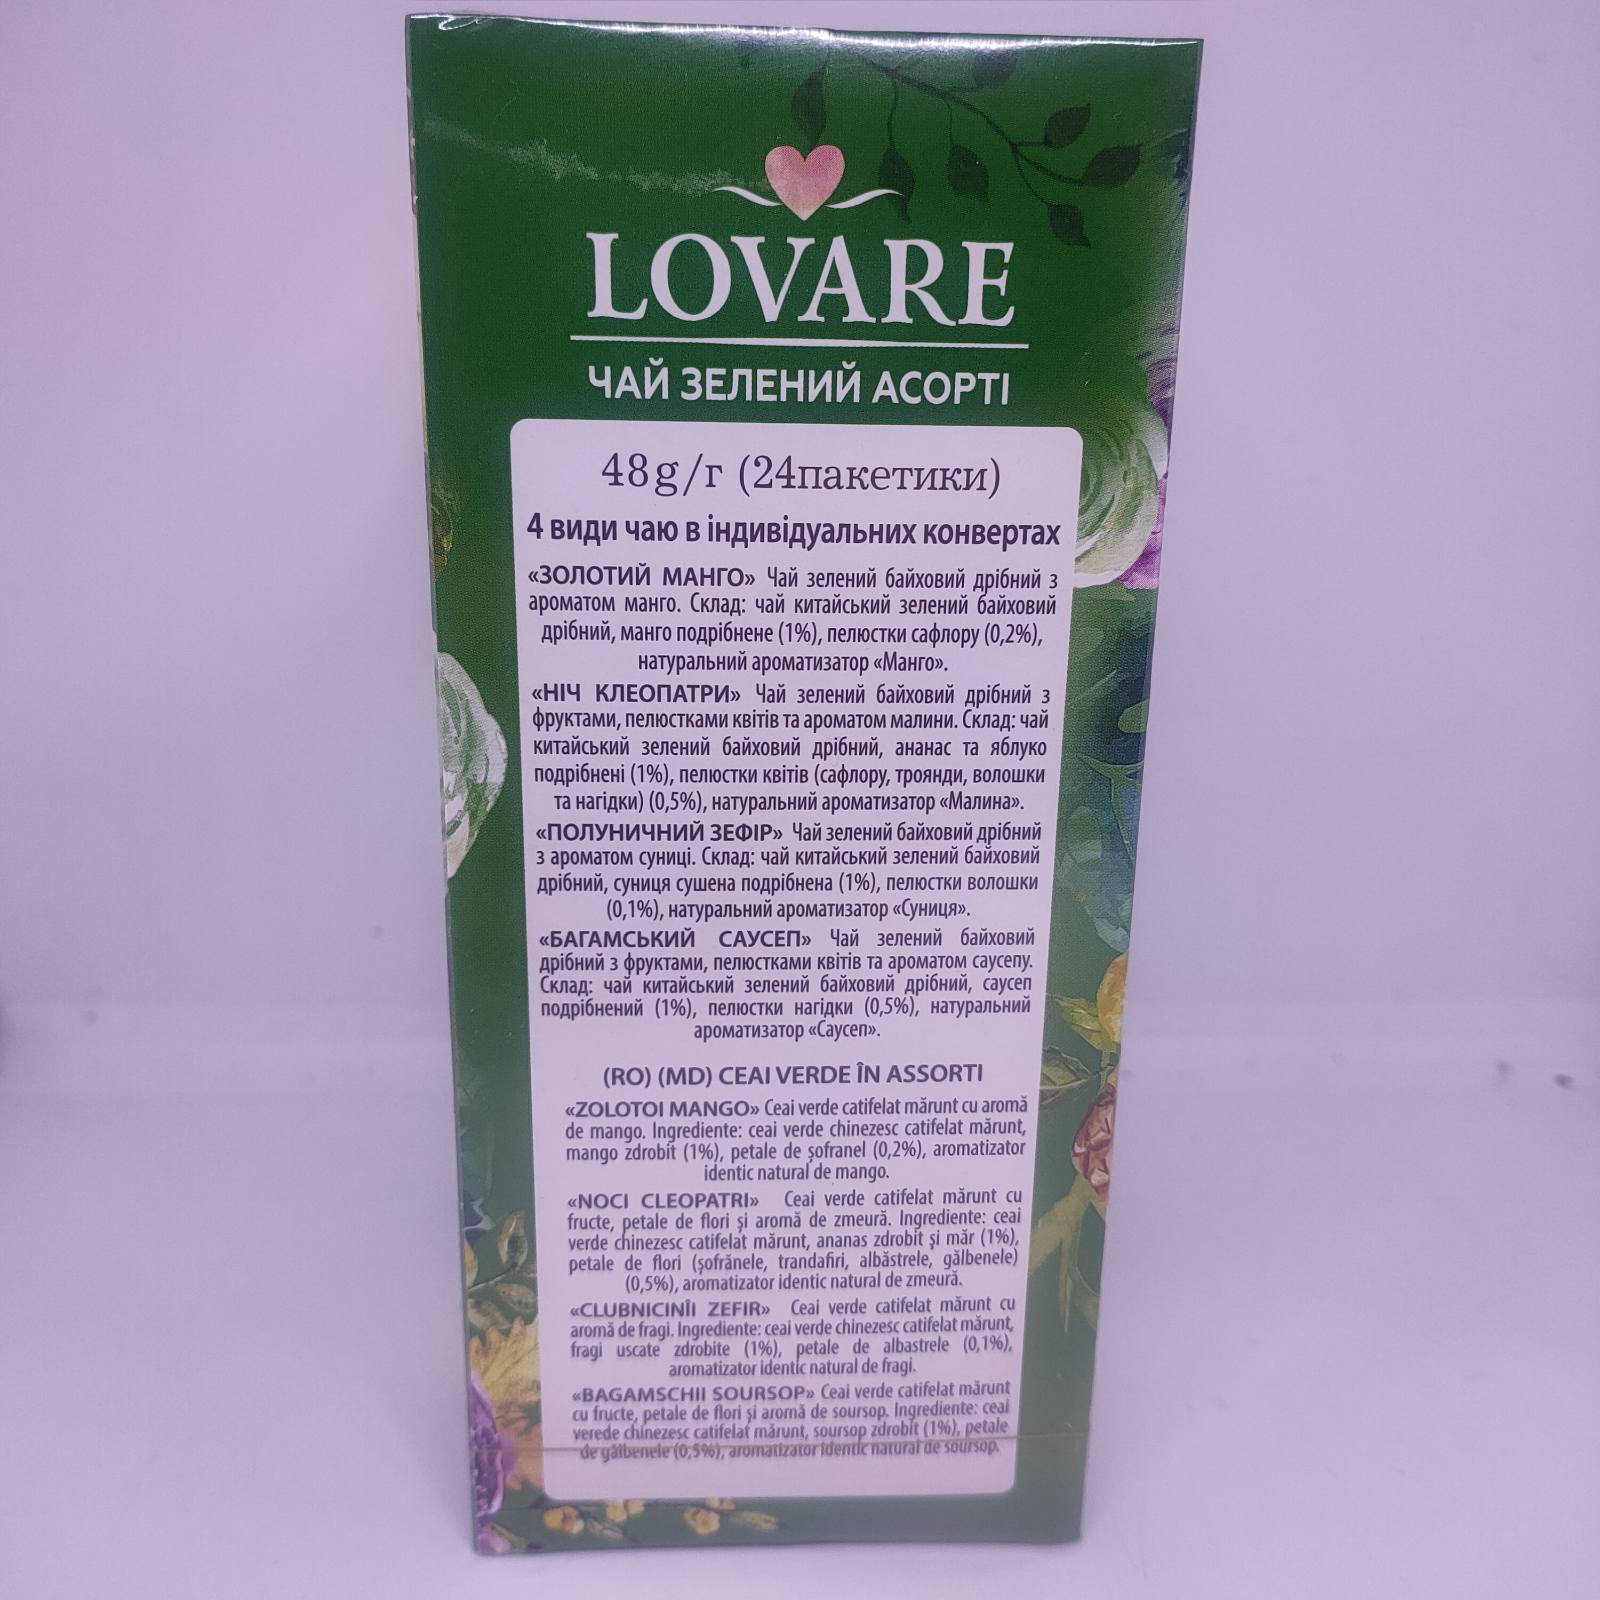 LOVARE
ЧАЙ ЗЕЛЕНИЙ АСОРТІ
48g/г (24пакетики)
4 види чаю в індивідуальних конвертах
«ЗОЛОТИЙ МАНГО» Чай зелений байховий дрібний з
ароматом манго. Склад: чай китайський зелений байховий
дрібний, манго подрібнене (1%), пелюстки сафлору (0,2%),
натуральний ароматизатор «Манго».
«НІЧ КЛЕОПАТРИ» Чай зелений байховий дрібний з
фруктами, пелюстками квітів та ароматом малини. Склад: чай
китайський зелений байховий дрібний, ананас та яблуко
подрібнені (1%), пелюстки квітів (сафлору, троянди, волошки
та нагідки) (0,5%), натуральний ароматизатор «Малина».
«ПОЛУНИЧНИЙ ЗЕФІР» Чай зелений байховий дрібний
з ароматом суниці. Склад: чай китайський зелений байховий
дрібний, суниця сушена подрібнена (1%), пелюстки волошки
(0,1%), натуральний ароматизатор «Суниця».
«БАГАМСЬКИЙ САУСЕП» Чай зелений байховий
дрібний з фруктами, пелюстками квітів та ароматом саусепу.
Склад: чай китайський зелений байховий дрібний, саусеп
подрібнений (1%), пелюстки нагідки (0,5%), натуральний
ароматизатор «Саусеп».
(RO) (MD) CEAI VERDE ÎN ASSORTI
«ZOLOTOI MANGO» Ceai verde catifelat mărunt cu aromă
de mango. Ingrediente: ceai verde chinezesc catifelat mărunt,
mango zdrobit (1%), petale de șofranel (0,2%), aromatizator
identic natural de mango.
«NOCI CLEOPATRI» Ceai verde catifelat mărunt cu
fructe, petale de flori și aromă de zmeură. Ingrediente: ceai
verde chinezesc catifelat mărunt, ananas zdrobit și măr (1%),
petale de flori (șofrănele, trandafiri, albăstrele, gălbenele)
(0,5%), aromatizator identic natural de zmeură.
«CLUBNICINÎI ZEFIR» Ceai verde catifelat mărunt cu
aromă de fragi. Ingrediente: ceai verde chinezesc catifelat mărunt,
fragi uscate zdrobite (1%), petale de albastrele (0,1%),
aromatizator identic natural de fragi.
«BAGAMSCHII SOURSOP» Ceai verde catifelat mărunt
cu fructe, petale de flori și aromă de soursop. Ingrediente: ceai
verede chinezesc catifelat mărunt, soursop zdrobit (1%), petale
de gălbenele (0,5%), aromatizator identic natural de soursop.